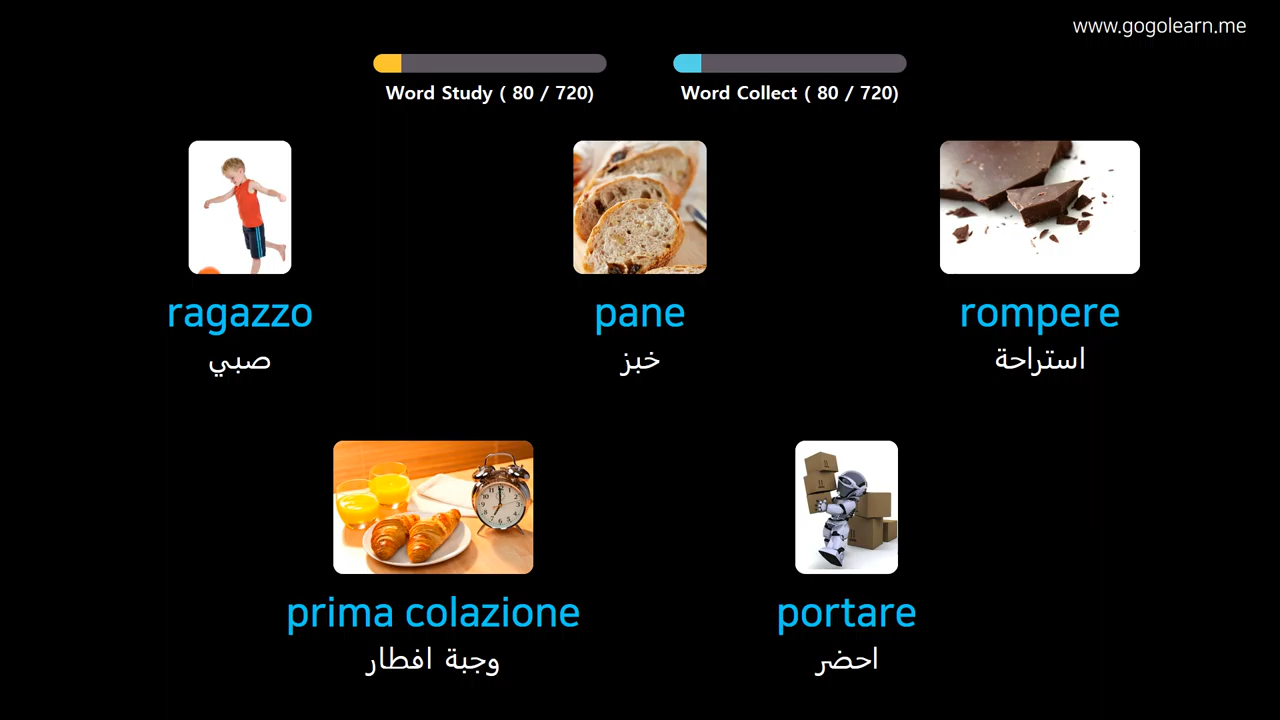 www.gogolearn.me
Word Study ( 80 / 720)
Word Collect ( 80 / 720)
ragazzo
صبي
pane
خبز
rompere
استراحة
prima colazione
وجبة افطار
portare
احضر